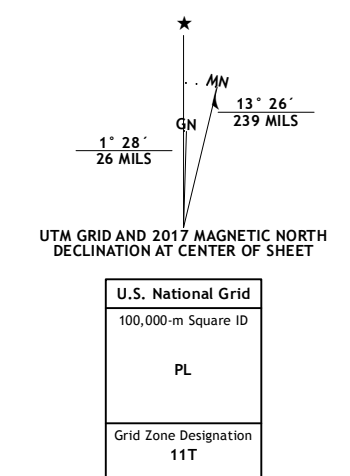 ★
MN
13° 26´
239 MILS
GN
1° 28´
26 MILS
UTM GRID AND 2017 MAGNETIC NORTH
DECLINATION AT CENTER OF SHEET
U.S. National Grid
100,000-m Square ID
PL
Grid Zone Designation
11T